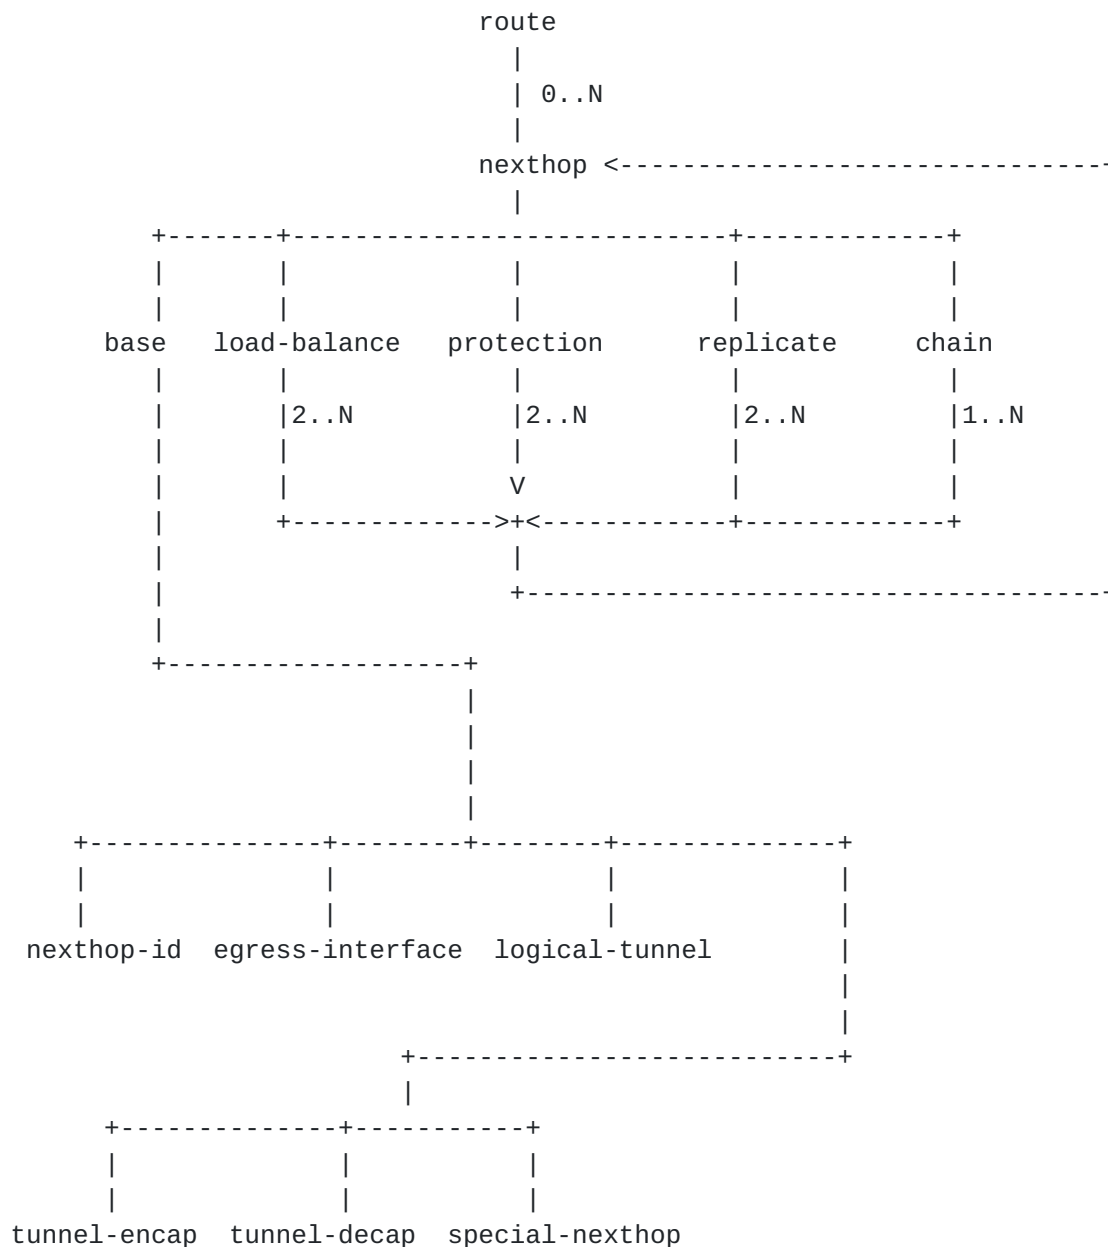 route
|
| 0..N
|
nexthop <-------------------------------+
|
+-------+----------------------------+-------------+
| | | | |
| | | | |
base load-balance protection replicate chain
| | | | |
| |2..N |2..N |2..N |1..N
| | | | |
| | V | |
| +------------->+<------------+-------------+
| |
| +-------------------------------------+
|
+-------------------+
|
|
|
|
+---------------+--------+--------+--------------+
| | | |
| | | |
nexthop-id egress-interface logical-tunnel |
|
|
+---------------------------+
|
+--------------+-----------+
| | |
| | |
tunnel-encap tunnel-decap special-nexthop